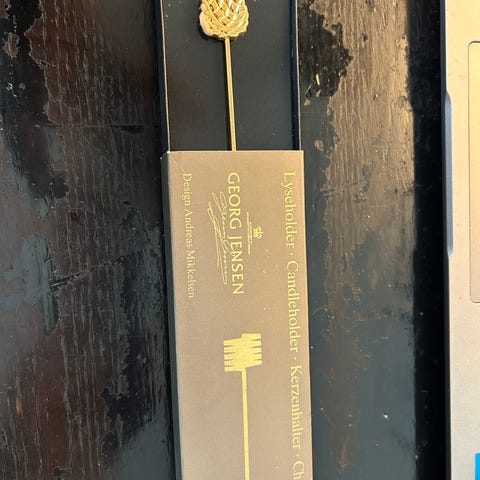 Lyseholder · Candleholder · Kerzenhalter · Ch
GEORG JENSEN
Design Andreas Mikkelsen